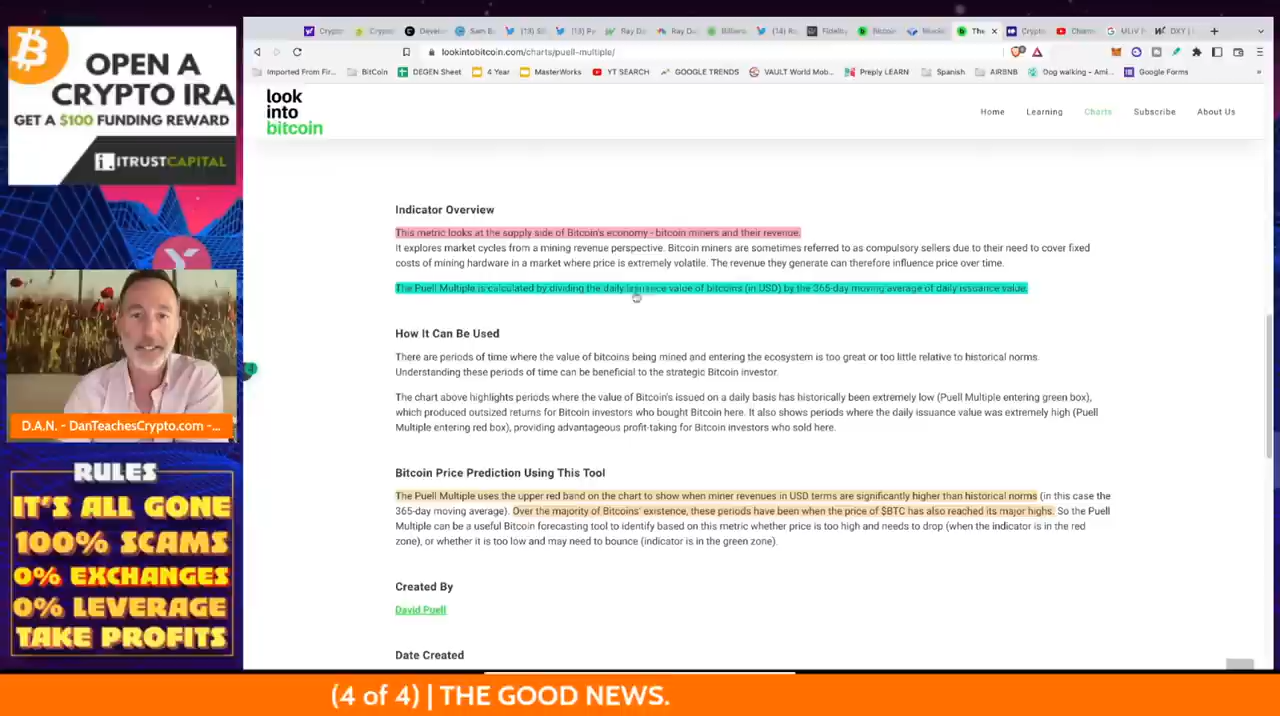 OPEN A
CRYPTO IRA
GET A $100 FUNDING REWARD
i. ITRUSTCAPITAL
D.A.N. - DanTeachesCrypto.com -...
RULES
IT'S ALL GONE
100% SCAMS
0% EXCHANGES
0% LEVERAGE
TAKE PROFITS
lookintobitcoin.com/charts/puell-multiple/
Imported From Fir... BitCoin DEGEN Sheet 4 Year MasterWorks YT SEARCH GOOGLE TRENDS VAULT World Mob... Preply LEARN Spanish AIRBNB Dog walking - Ami... Google Forms
look
into
bitcoin
Home Learning Charts Subscribe About Us
Indicator Overview
This metric looks at the supply side of Bitcoin's economy - bitcoin miners and their revenue.
It explores market cycles from a mining revenue perspective. Bitcoin miners are sometimes referred to as compulsory sellers due to their need to cover fixed
costs of mining hardware in a market where price is extremely volatile. The revenue they generate can therefore influence price over time.
The Puell Multiple is calculated by dividing the daily issuance value of bitcoins (in USD) by the 365-day moving average of daily issuance value.
How It Can Be Used
There are periods of time where the value of bitcoins being mined and entering the ecosystem is too great or too little relative to historical norms.
Understanding these periods of time can be beneficial to the strategic Bitcoin investor.
The chart above highlights periods where the value of Bitcoin's issued on a daily basis has historically been extremely low (Puell Multiple entering green box),
which produced outsized returns for Bitcoin investors who bought Bitcoin here. It also shows periods where the daily issuance value was extremely high (Puell
Multiple entering red box), providing advantageous profit-taking for Bitcoin investors who sold here.
Bitcoin Price Prediction Using This Tool
The Puell Multiple uses the upper red band on the chart to show when miner revenues in USD terms are significantly higher than historical norms (in this case the
365-day moving average). Over the majority of Bitcoins' existence, these periods have been when the price of $BTC has also reached its major highs. So the Puell
Multiple can be a useful Bitcoin forecasting tool to identify based on this metric whether price is too high and needs to drop (when the indicator is in the red
zone), or whether it is too low and may need to bounce (indicator is in the green zone).
Created By
David Puell
Date Created
(4 of 4) | THE GOOD NEWS.